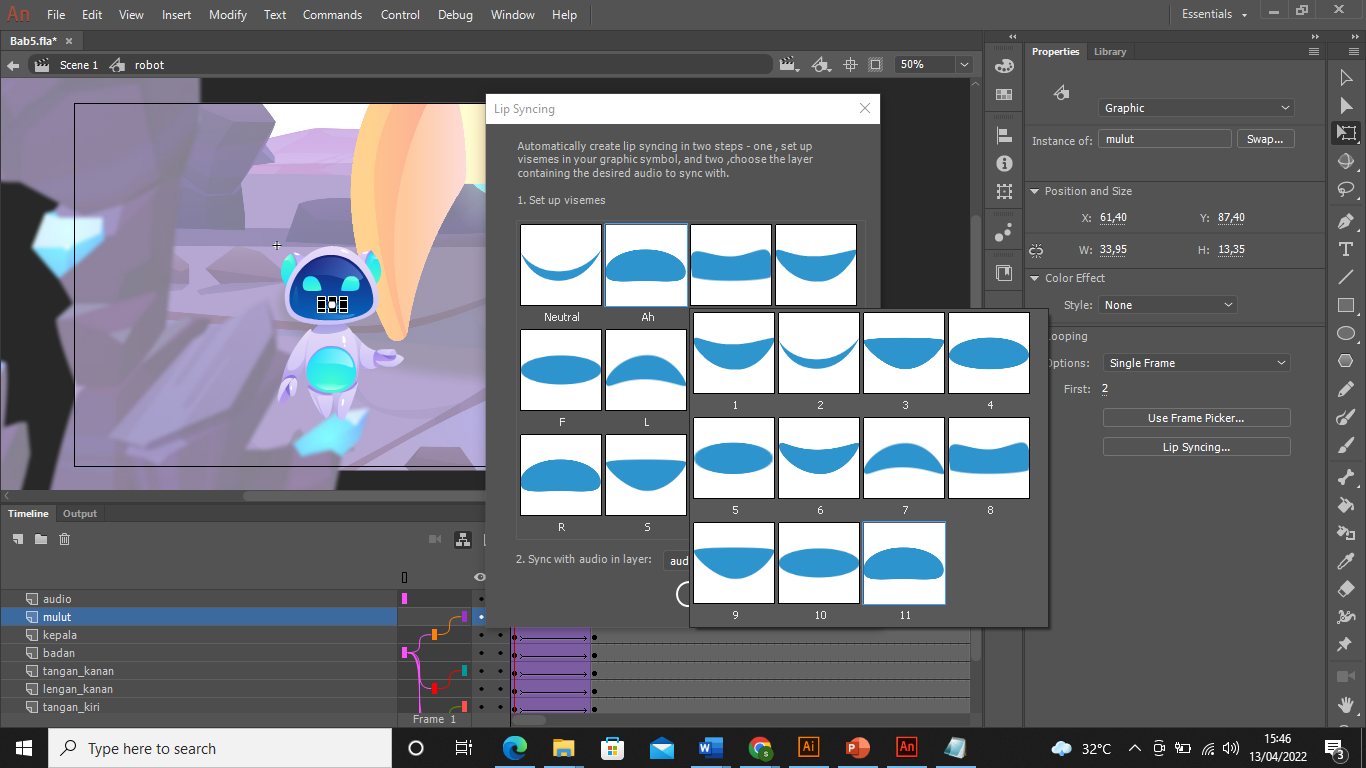 An File Edit View Insert Modify Text Commands Control Debug Window Help Essentials
Bab5.fla* ×
Scene 1 robot 50%
Properties Library
Graphic
Instance of: mulut Swap...
Position and Size
X: 61,40 Y: 87,40
W: 33,95 H: 13,35
Color Effect
Style: None
ooping
Options: Single Frame
First: 2
Use Frame Picker...
Lip Syncing...
Lip Syncing
Automatically create lip syncing in two steps - one , set up
visemes in your graphic symbol, and two ,choose the layer
containing the desired audio to sync with.
1. Set up visemes
Neutral Ah
F L
R S
2. Sync with audio in layer: aud
1 2 3 4
5 6 7 8
9 10 11
Timeline Output
audio
mulut
kepala
badan
tangan_kanan
lengan_kanan
tangan_kiri
Frame 1
Type here to search
32°C
15:46
13/04/2022
3